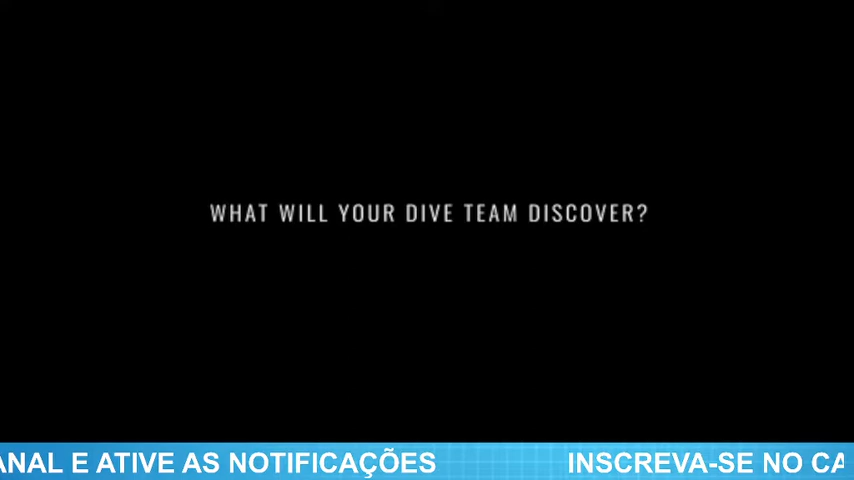 WHAT WILL YOUR DIVE TEAM DISCOVER?
ANAL E ATIVE AS NOTIFICAÇÕES INSCREVA-SE NO CA